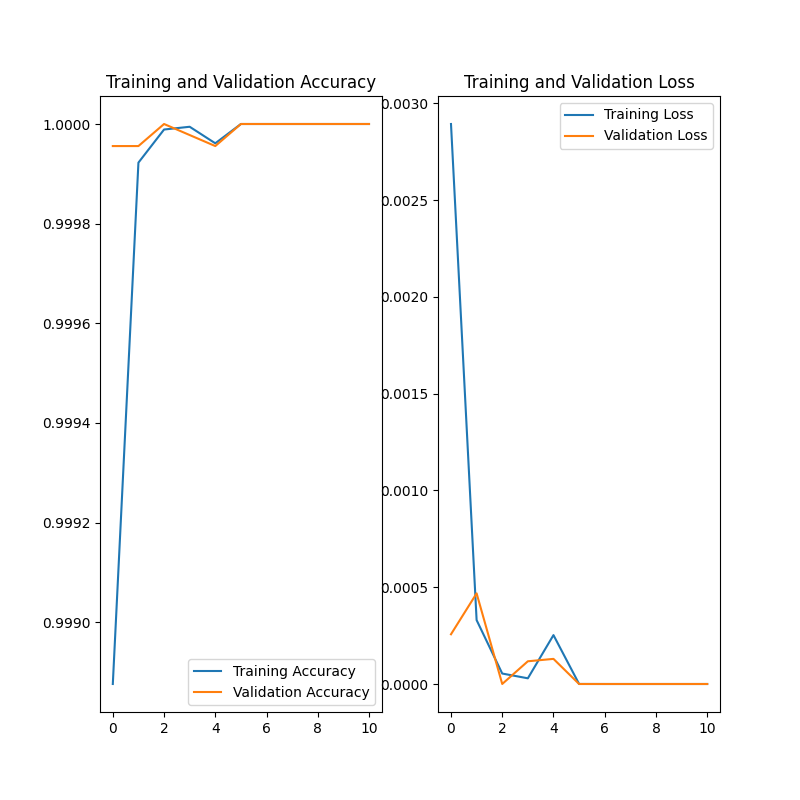 Training and Validation Accuracy
1.0000
0.9998
0.9996
0.9994
0.9992
0.9990
Training Accuracy
Validation Accuracy
0 2 4 6 8 10
Training and Validation Loss
0.0030
0.0025
0.0020
0.0015
0.0010
0.0005
0.0000
Training Loss
Validation Loss
0 2 4 6 8 10